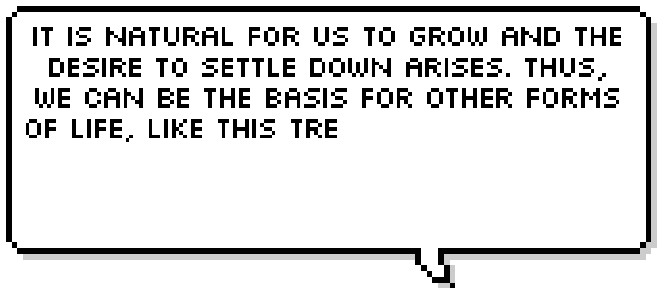 IT IS NATURAL FOR US TO GROW AND THE
DESIRE TO SETTLE DOWN ARISES. THUS,
WE CAN BE THE BASIS FOR OTHER FORMS
OF LIFE, LIKE THIS TRE